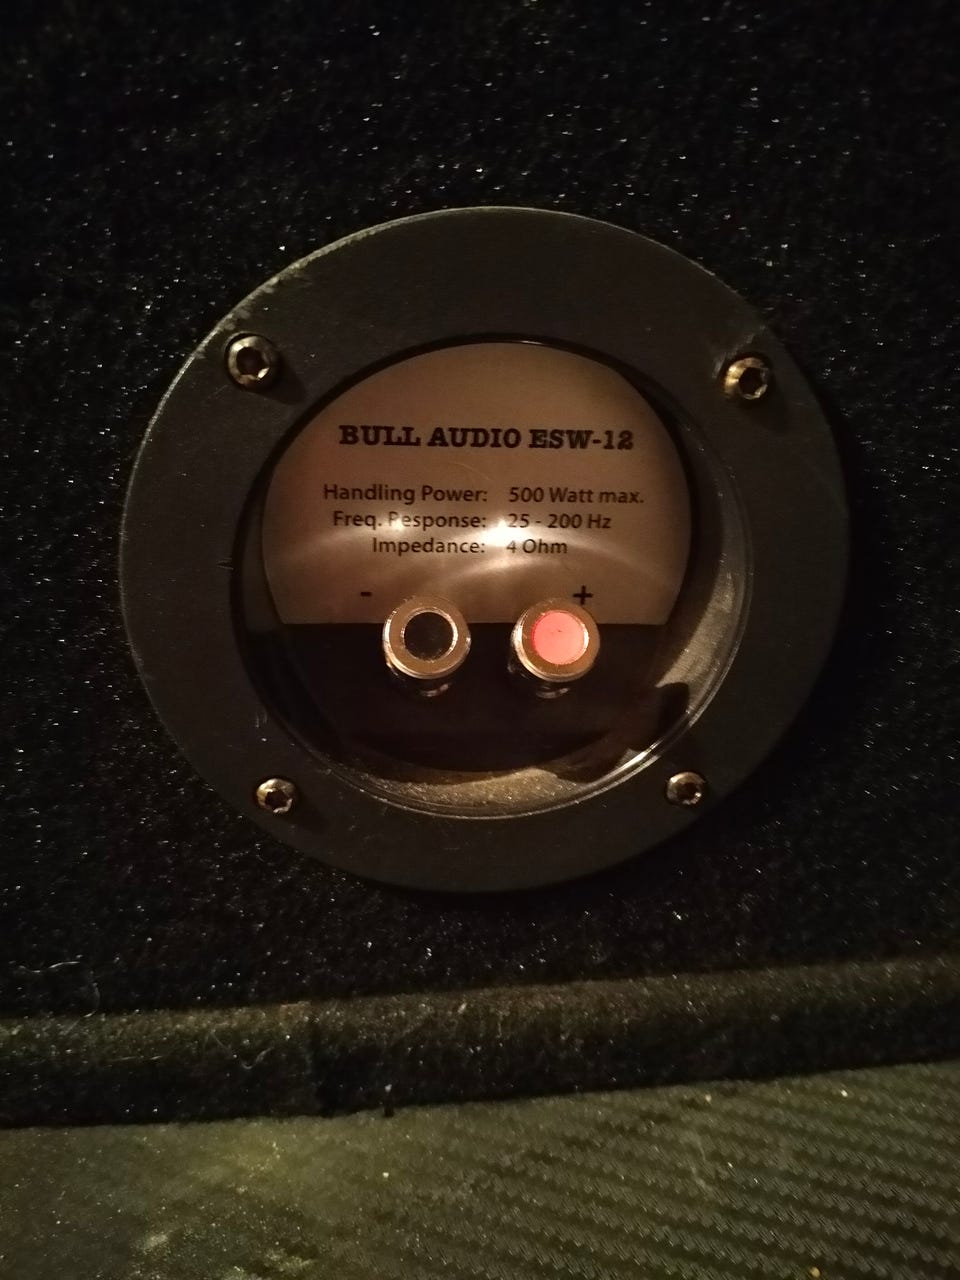 BULL AUDIO ESW-12
Handling Power: 500 Watt max.
Freq. Response: 25 - 200 Hz
Impedance: 4 Ohm
- +